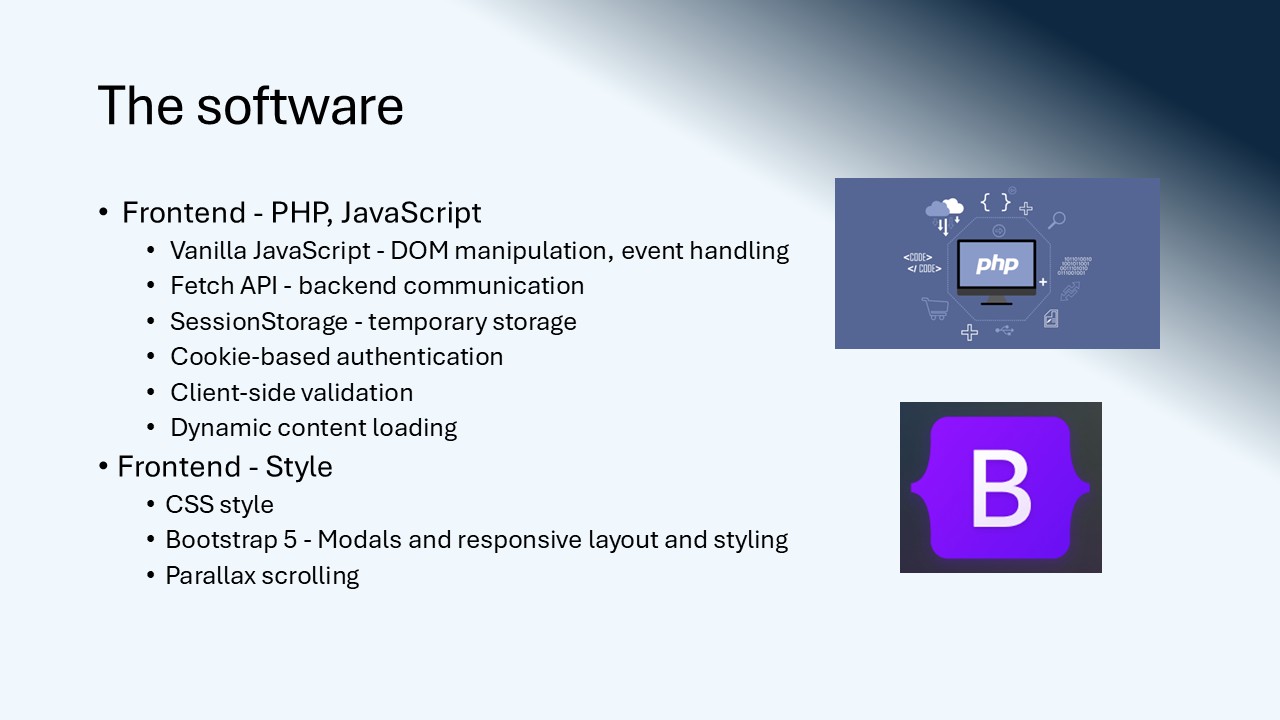 The software
• Frontend - PHP, JavaScript
• Vanilla JavaScript - DOM manipulation, event handling
• Fetch API - backend communication
• SessionStorage - temporary storage
• Cookie-based authentication
• Client-side validation
• Dynamic content loading
• Frontend - Style
• CSS style
• Bootstrap 5 - Modals and responsive layout and styling
• Parallax scrolling
{ }
<CODE>
</ CODE>
php
B